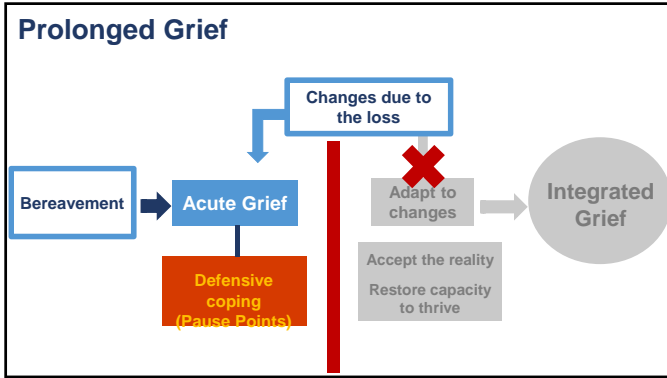 Prolonged Grief
Changes due to
the loss
Bereavement
Acute Grief
Adapt to
changes
Integrated
Grief
Defensive
coping
(Pause Points)
Accept the reality
Restore capacity
to thrive